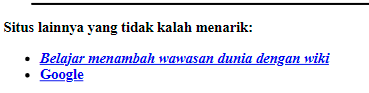 Situs lainnya yang tidak kalah menarik:
Belajar menambah wawasan dunia dengan wiki
Google